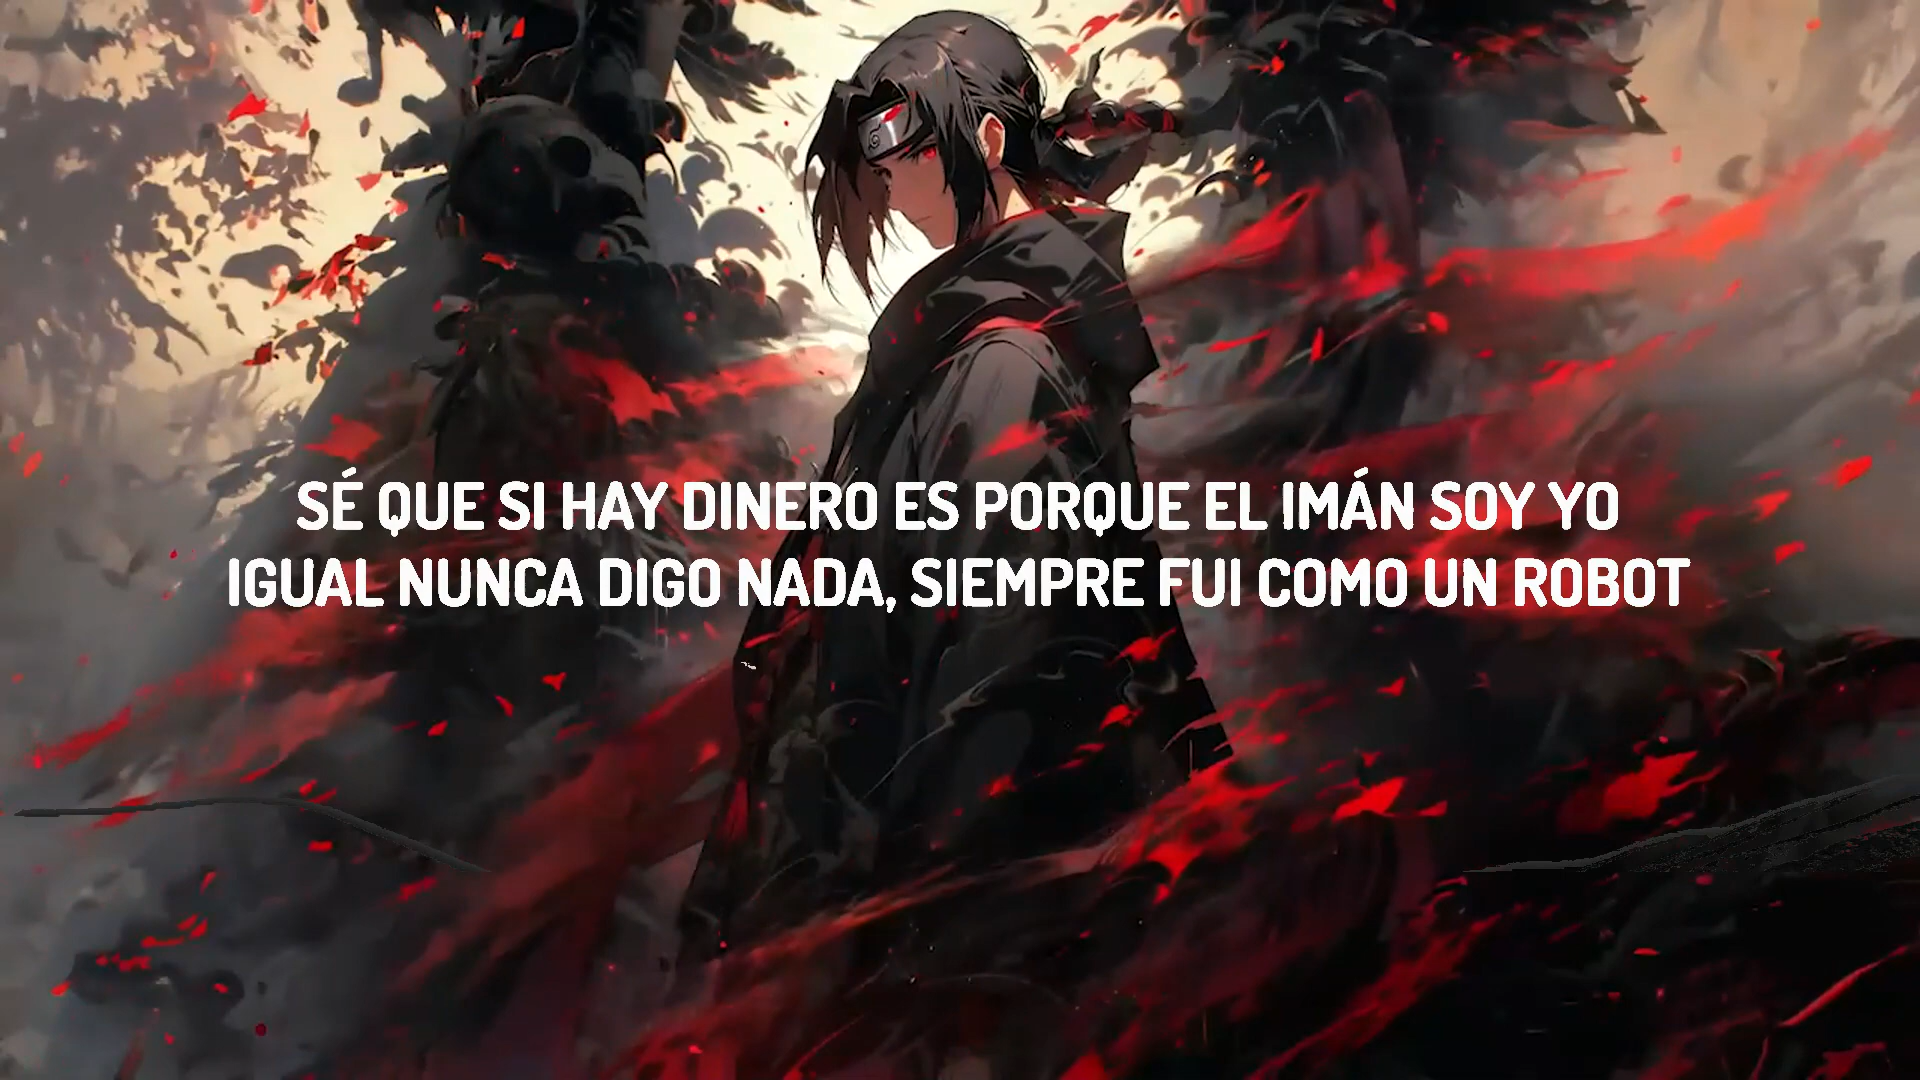 SÉ QUE SI HAY DINERO ES PORQUE EL IMÁN SOY YO
IGUAL NUNCA DIGO NADA, SIEMPRE FUI COMO UN ROBOT